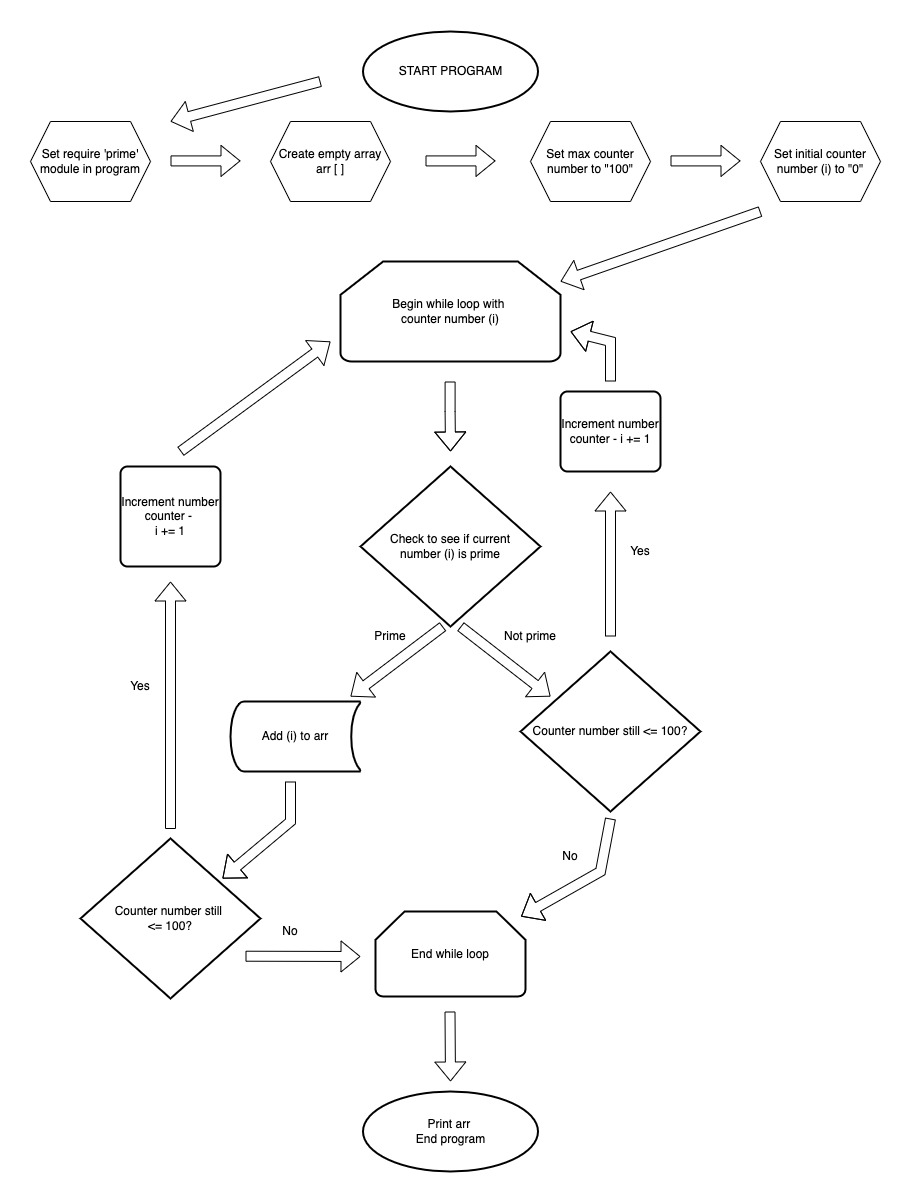 START PROGRAM
Set require 'prime'
module in program
Create empty array
arr [ ]
Set max counter
number to "100"
Set initial counter
number (i) to "0"
Begin while loop with
counter number (i)
Increment number
counter - i += 1
Increment number
counter -
i += 1
Check to see if current
number (i) is prime
Yes
Prime
Not prime
Yes
Add (i) to arr
Counter number still <= 100?
No
Counter number still
<= 100?
No
End while loop
Print arr
End program